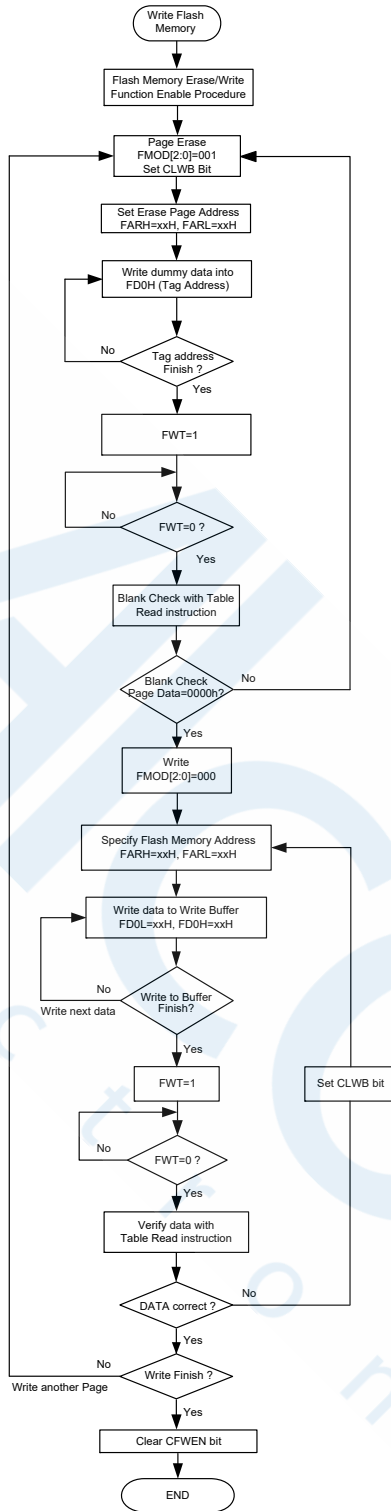 Write Flash
Memory
Flash Memory Erase/Write
Function Enable Procedure
Page Erase
FMOD[2:0]=001
Set CLWB Bit
Set Erase Page Address
FARH=xxH, FARL=xxH
Write dummy data into
FD0H (Tag Address)
No
Tag address
Finish ?
Yes
FWT=1
No
FWT=0 ?
Yes
Blank Check with Table
Read instruction
Blank Check
Page Data=0000h?
No
Yes
Write
FMOD[2:0]=000
Specify Flash Memory Address
FARH=xxH, FARL=xxH
Write data to Write Buffer
FD0L=xxH, FD0H=xxH
No
Write next data
Write to Buffer
Finish?
Yes
FWT=1
Set CLWB bit
No
FWT=0 ?
Yes
Verify data with
Table Read instruction
DATA correct ?
No
Yes
No
Write another Page
Write Finish ?
Yes
Clear CFWEN bit
END